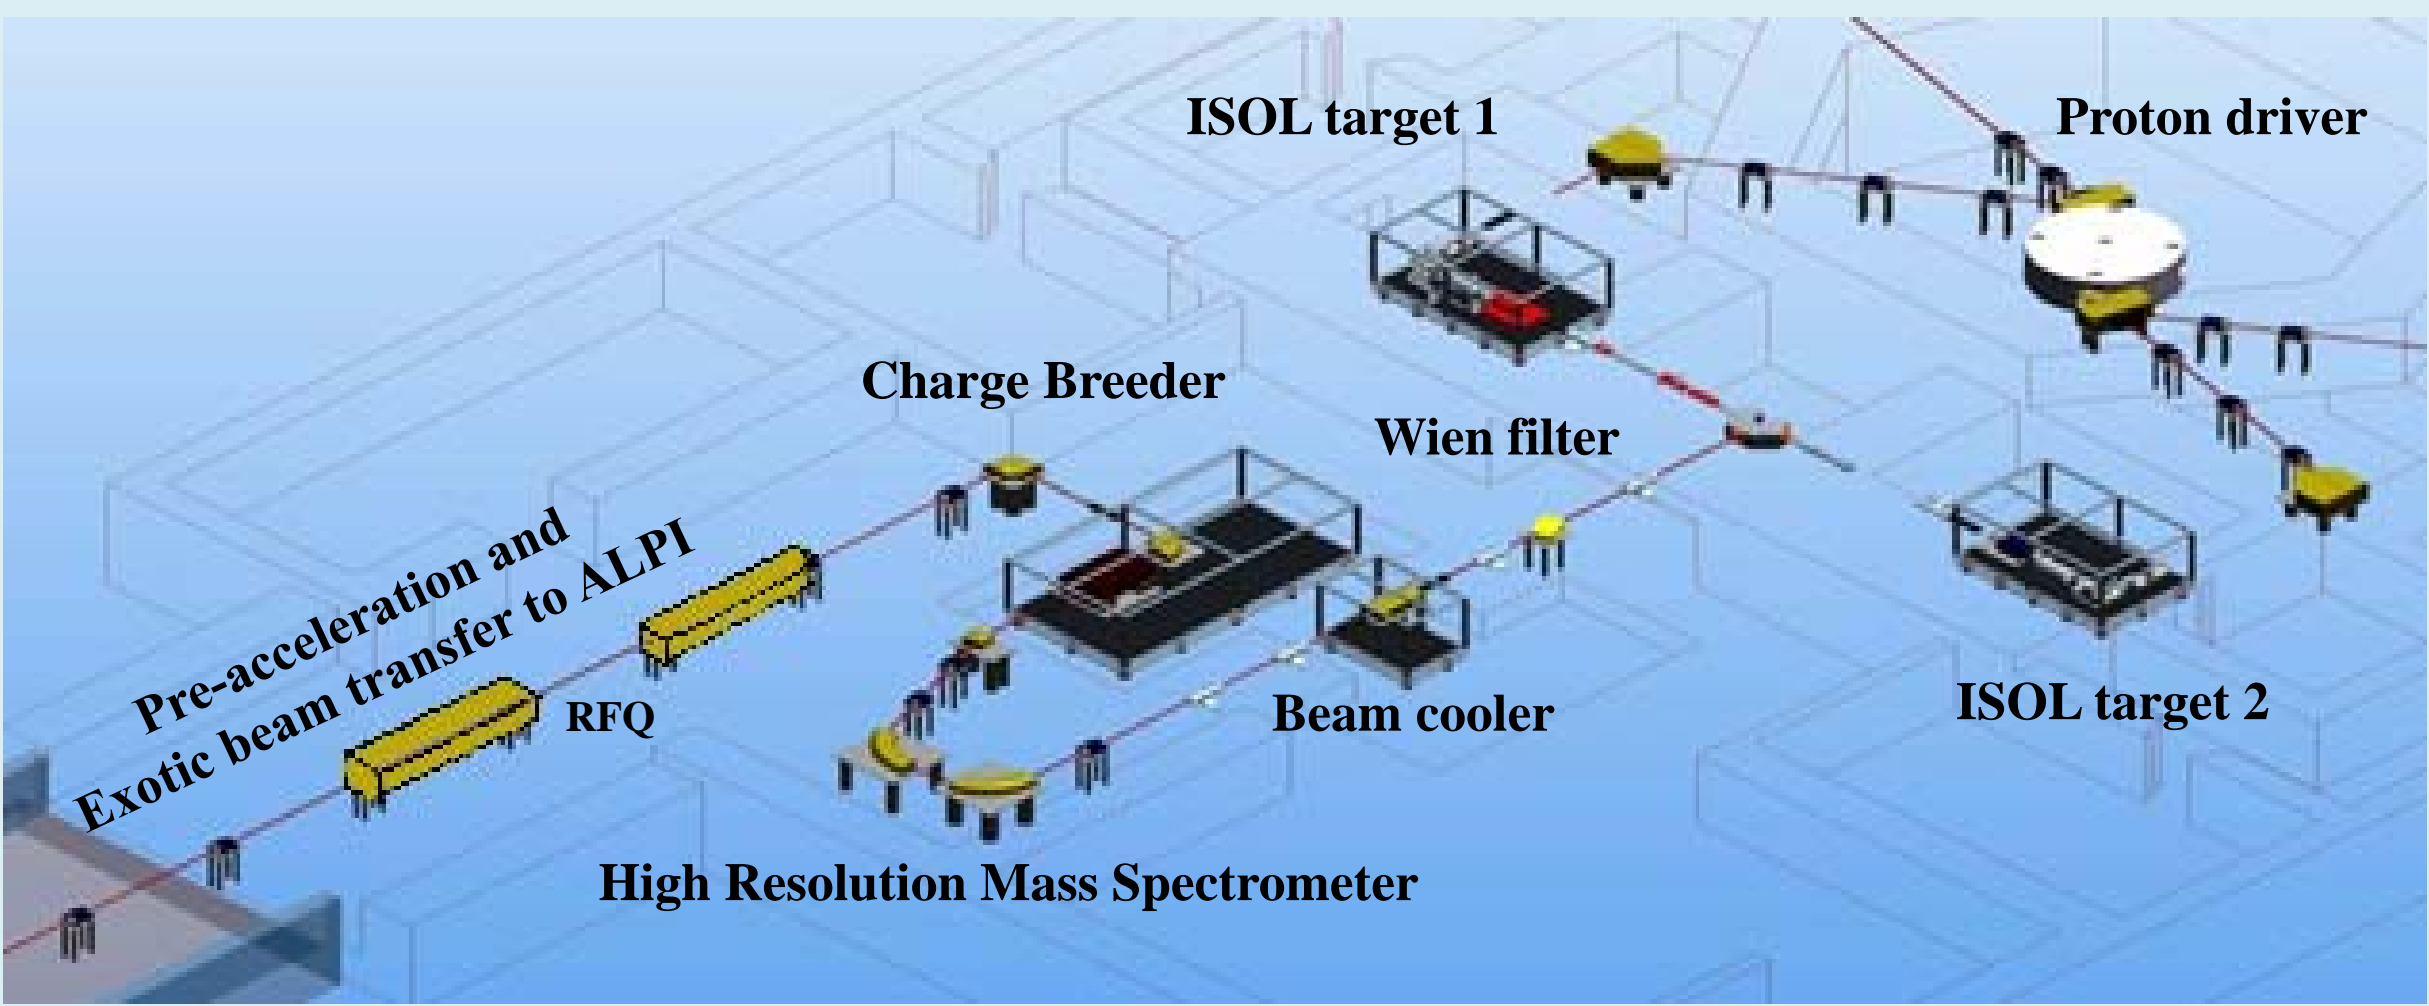 ISOL target 1
Proton driver
Charge Breeder
Wien filter
Pre-acceleration and
Exotic beam transfer to ALPI
RFQ
Beam cooler
ISOL target 2
High Resolution Mass Spectrometer